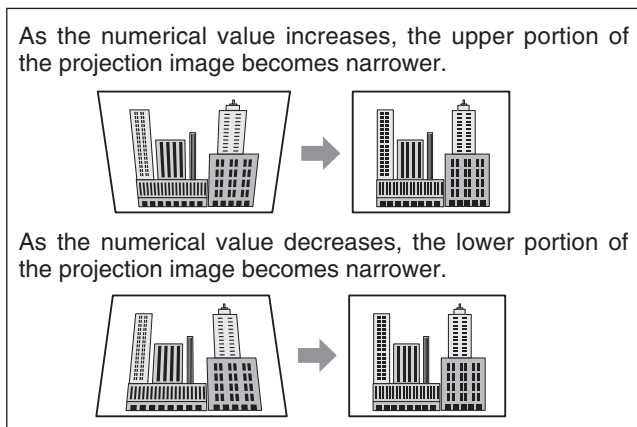 As the numerical value increases, the upper portion of
the projection image becomes narrower.
As the numerical value decreases, the lower portion of
the projection image becomes narrower.